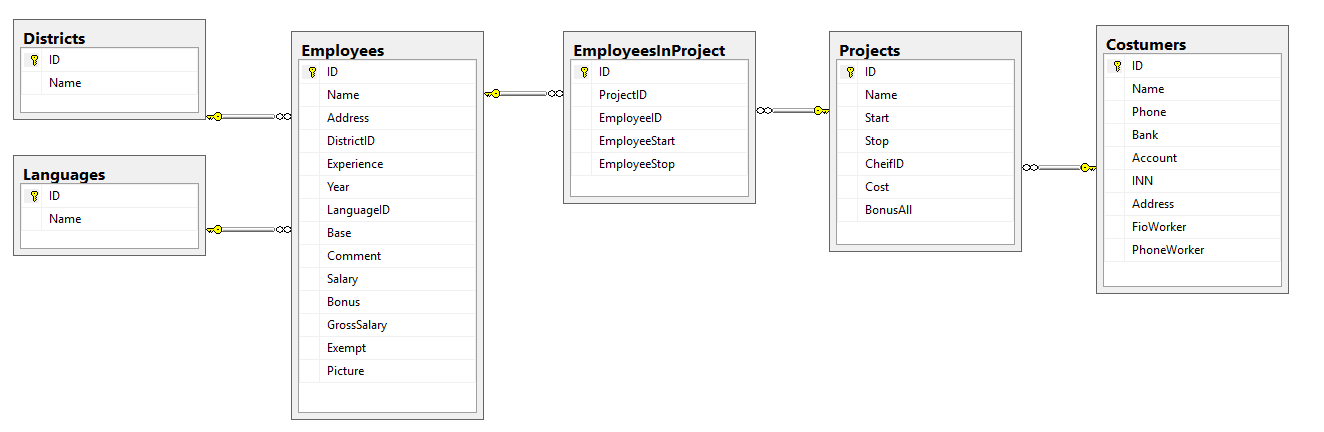 Districts
ID
Name
Languages
ID
Name
Employees
ID
Name
Address
DistrictID
Experience
Year
LanguageID
Base
Comment
Salary
Bonus
GrossSalary
Exempt
Picture
EmployeesInProject
ID
ProjectID
EmployeeID
EmployeeStart
EmployeeStop
Projects
ID
Name
Start
Stop
CheifID
Cost
BonusAll
Costumers
ID
Name
Phone
Bank
Account
INN
Address
FioWorker
PhoneWorker